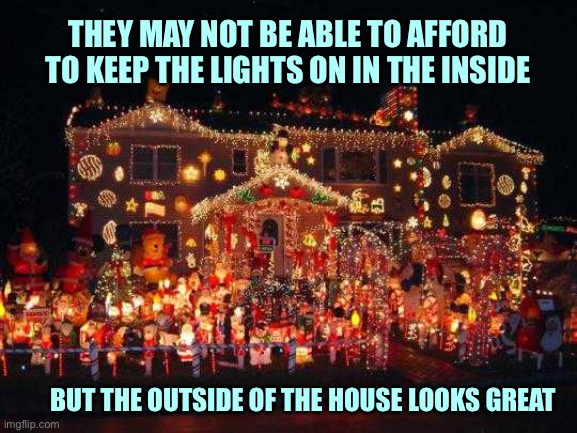 THEY MAY NOT BE ABLE TO AFFORD
TO KEEP THE LIGHTS ON IN THE INSIDE
BUT THE OUTSIDE OF THE HOUSE LOOKS GREAT
imgflip.com